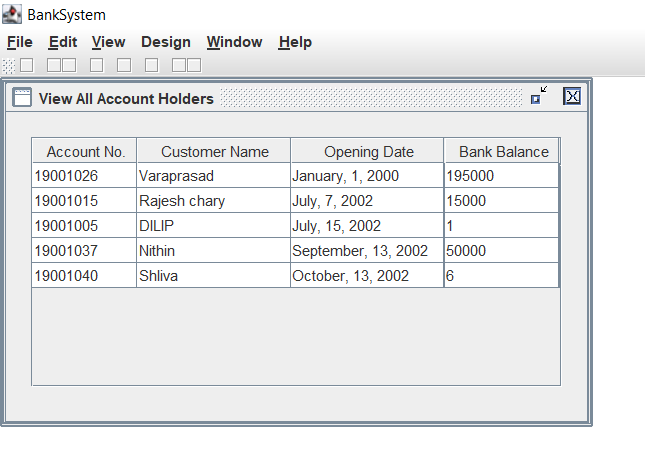 BankSystem
File Edit View Design Window Help
View All Account Holders
Account No. Customer Name Opening Date Bank Balance
19001026 Varaprasad January, 1, 2000 195000
19001015 Rajesh chary July, 7, 2002 15000
19001005 DILIP July, 15, 2002 1
19001037 Nithin September, 13, 2002 50000
19001040 Shliva October, 13, 2002 6